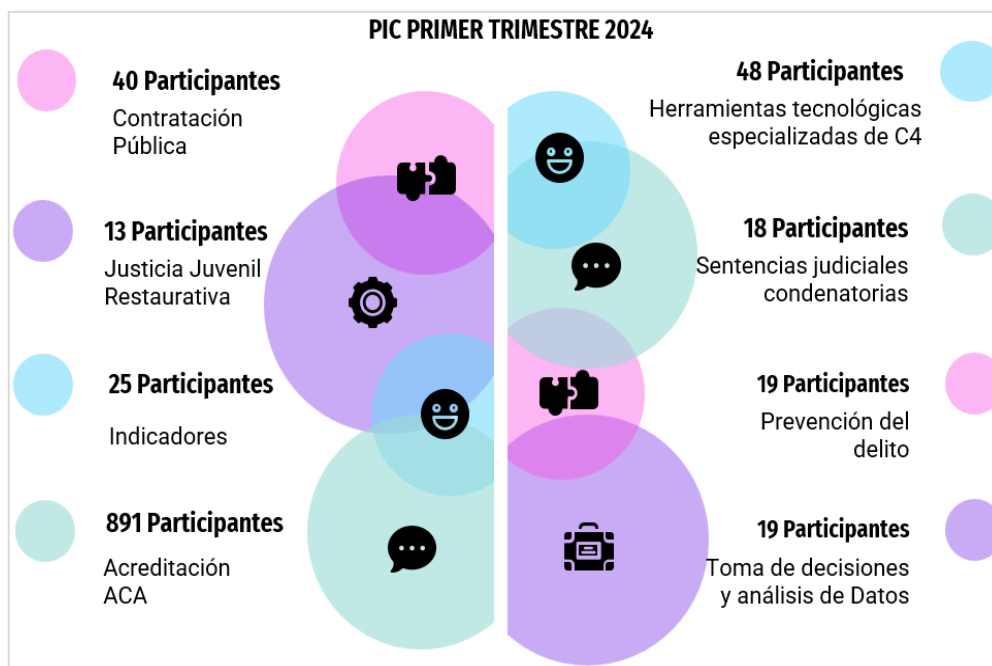 PIC PRIMER TRIMESTRE 2024
40 Participantes
Contratación
Pública
13 Participantes
Justicia Juvenil
Restaurativa
25 Participantes
Indicadores
891 Participantes
Acreditación
ACA
48 Participantes
Herramientas tecnológicas
especializadas de C4
18 Participantes
Sentencias judiciales
condenatorias
19 Participantes
Prevención del
delito
19 Participantes
Toma de decisiones
y análisis de Datos